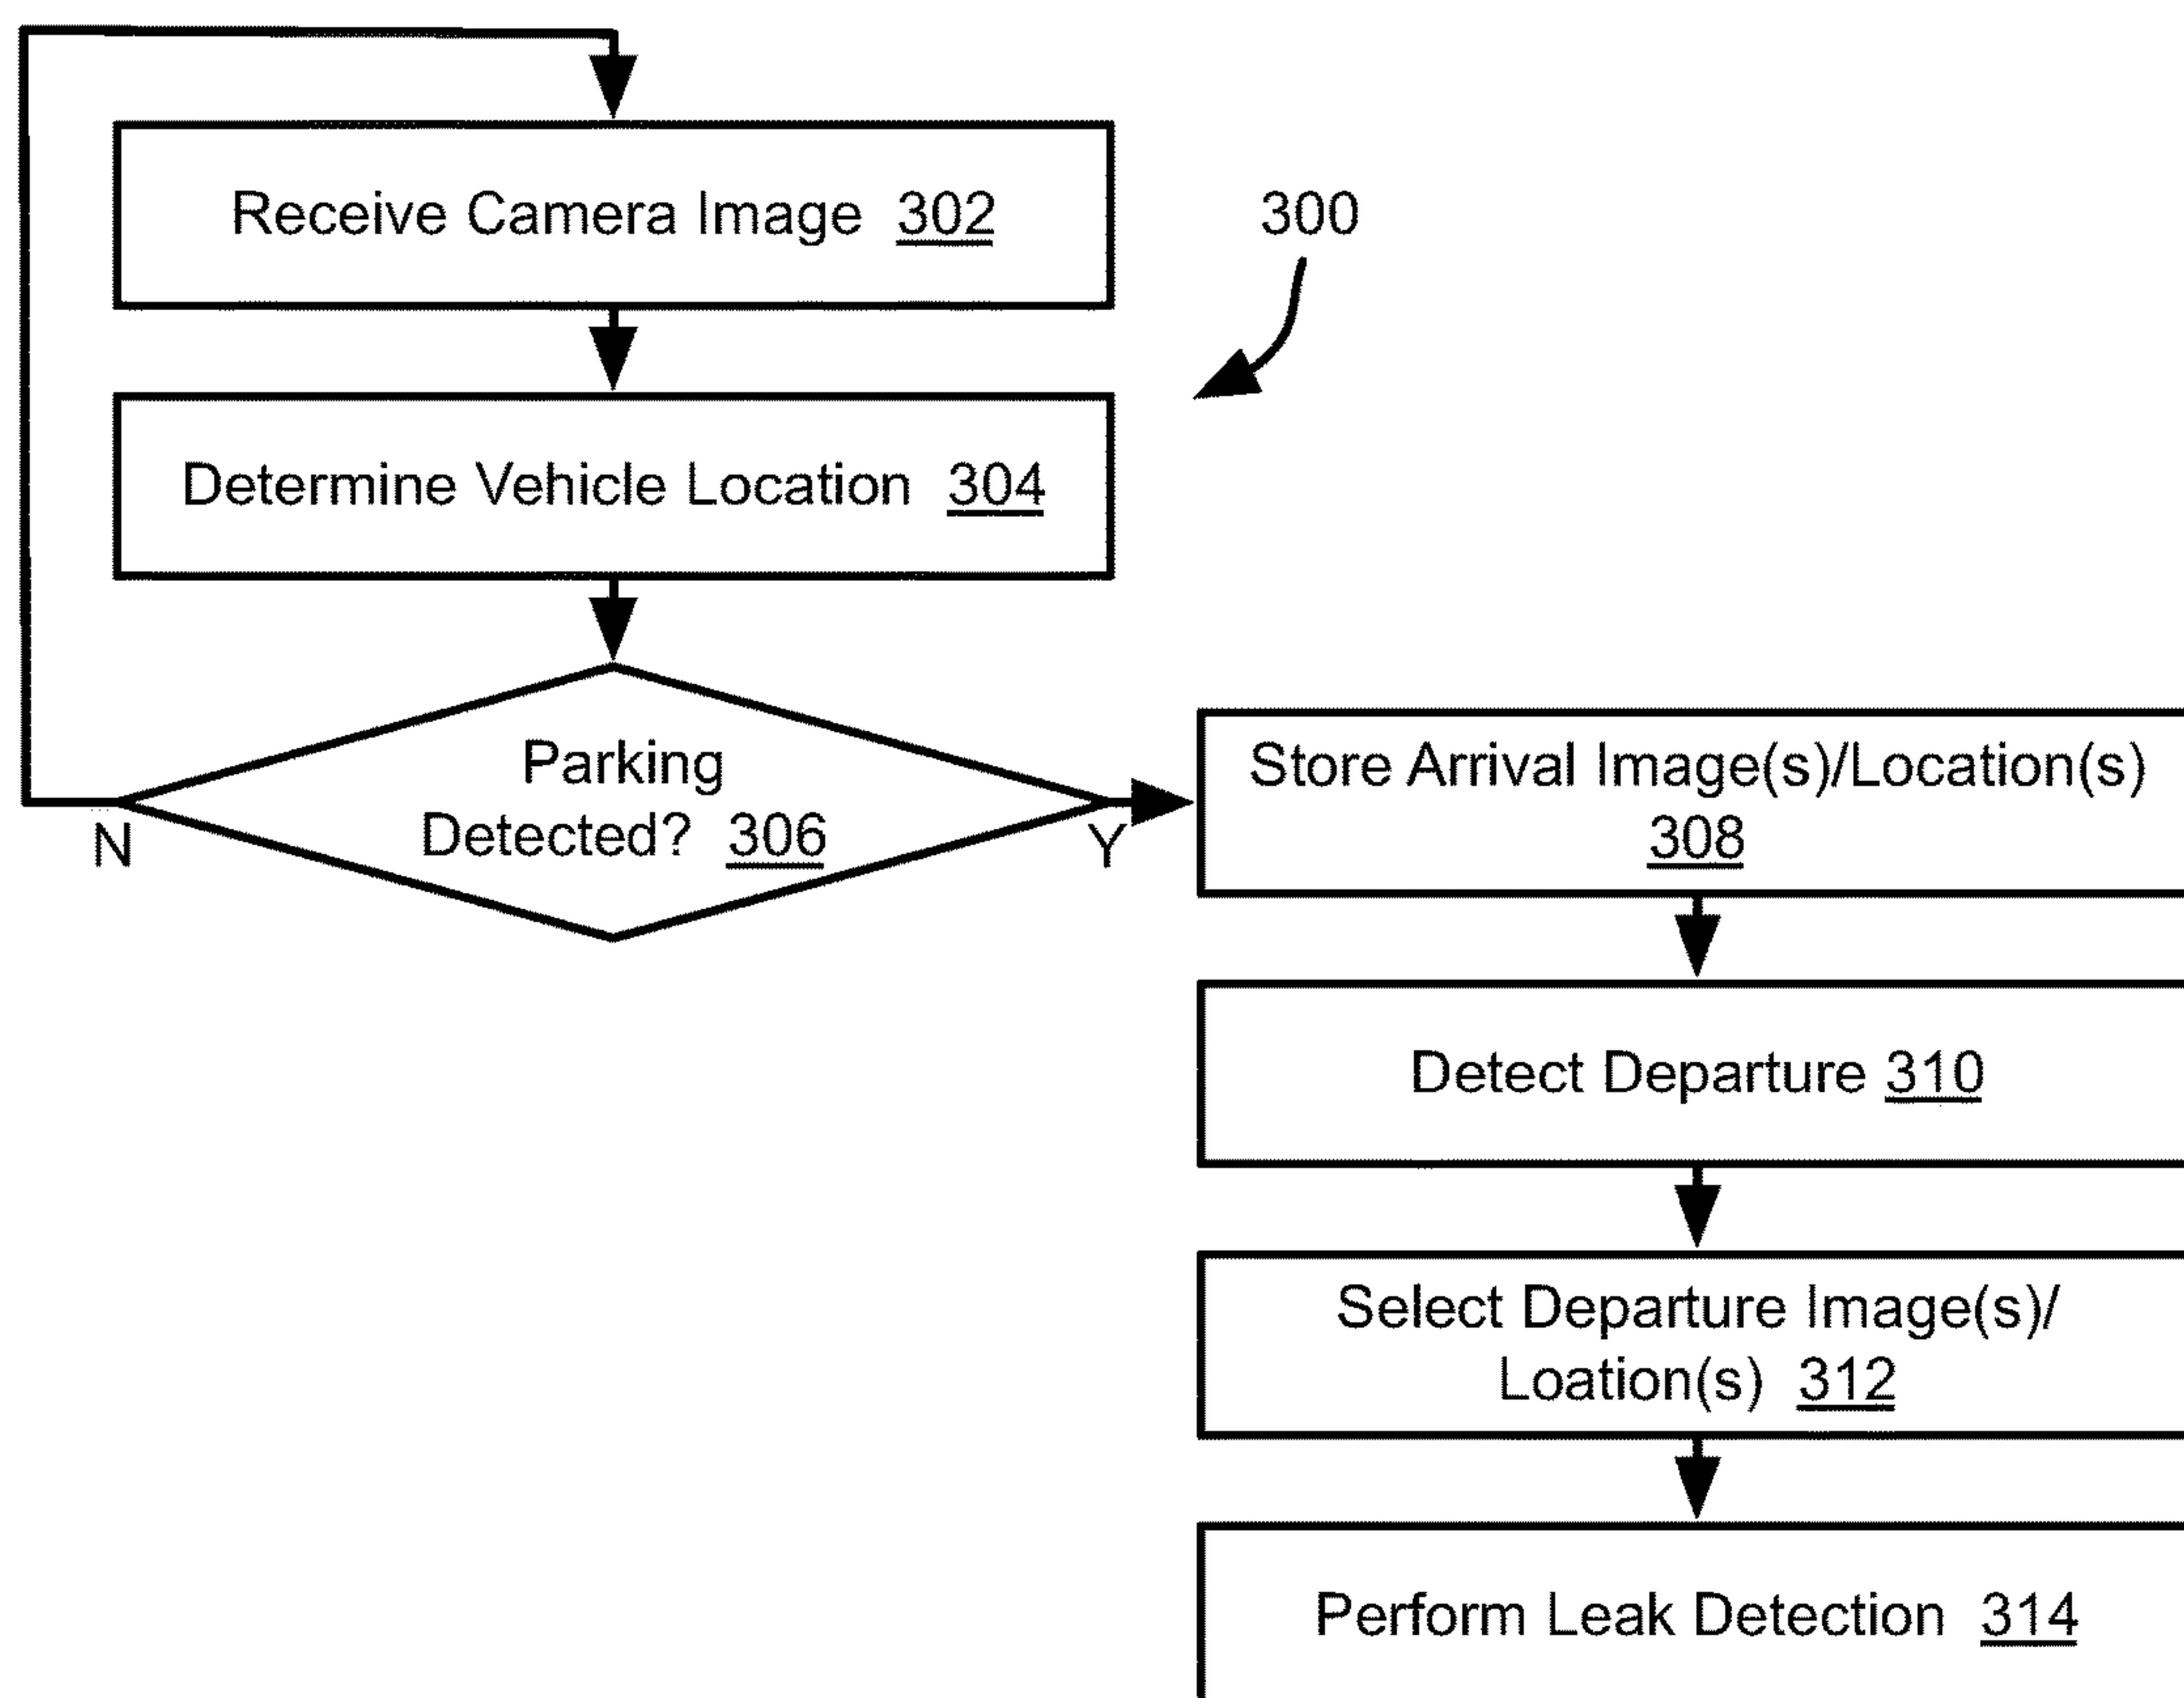 Receive Camera Image 302
300
Determine Vehicle Location 304
Parking
Detected? 306
N
Y
Store Arrival Image(s)/Location(s)
308
Detect Departure 310
Select Departure Image(s)/
Loation(s) 312
Perform Leak Detection 314